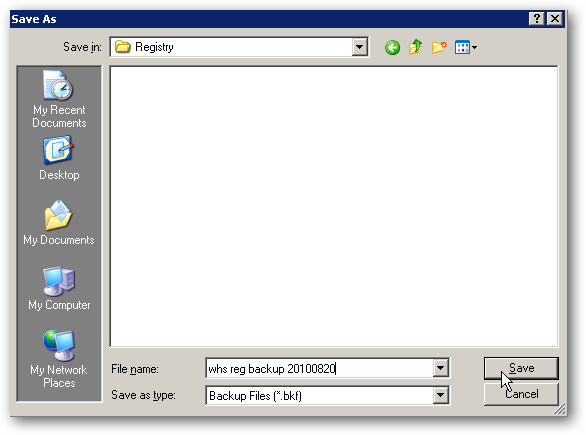 Save As
Save in:
Registry
My Recent
Documents
Desktop
My Documents
My Computer
My Network
Places
File name:
whs reg backup 20100820
Save
Save as type:
Backup Files (*.bkf)
Cancel